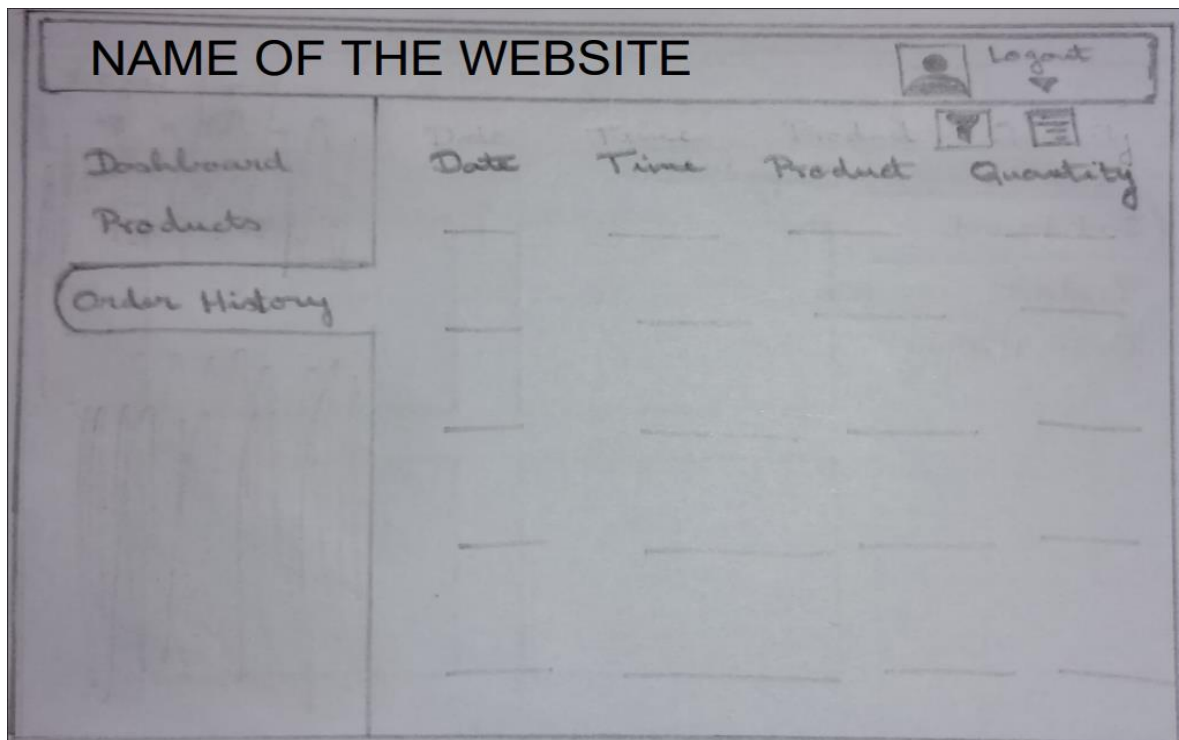 NAME OF THE WEBSITE
Logout
Dashboard
Products
Order History
Date Time Product Quantity